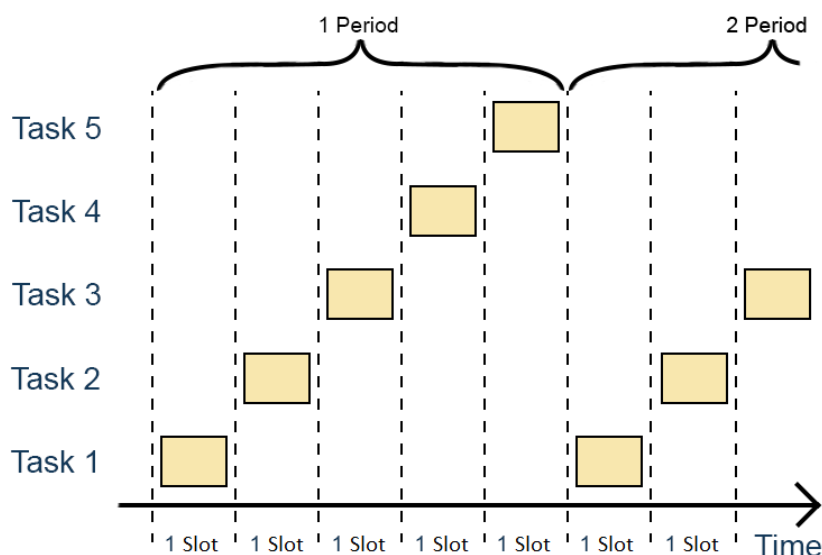 1 Period
2 Period
Task 5
Task 4
Task 3
Task 2
Task 1
1 Slot 1 Slot 1 Slot 1 Slot 1 Slot 1 Slot 1 Slot Time